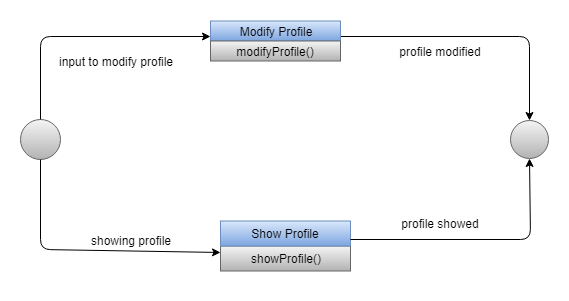 Modify Profile
modifyProfile()
input to modify profile
profile modified
Show Profile
showProfile()
showing profile
profile showed